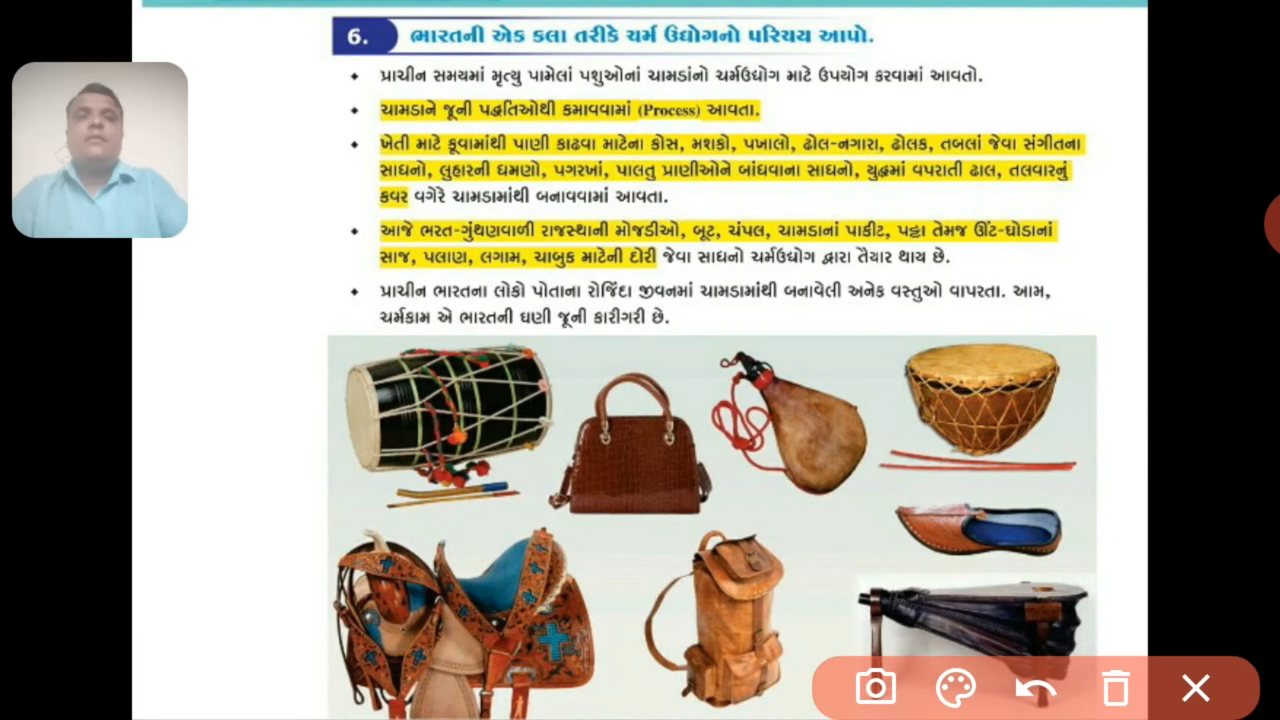 6. ભારતની એક કલા તરીકે ચર્મ ઉદ્યોગનો પરિચય આપો.
• પ્રાચીન સમયમાં મૃત્યુ પામેલાં પશુઓનાં ચામડાંનો ચર્મઉદ્યોગ માટે ઉપયોગ કરવામાં આવતો.
• ચામડાને જૂની પદ્ધતિઓથી કમાવવામાં (Process) આવતા.
• ખેતી માટે કૂવામાંથી પાણી કાઢવા માટેના કોસ, મશકો, પખાલો, ઢોલ-નગારા, ઢોલક, તબલાં જેવા સંગીતના
સાધનો, લુહારની ધમણો, પગરખાં, પાલતુ પ્રાણીઓને બાંધવાના સાધનો, યુદ્ધમાં વપરાતી ઢાલ, તલવારનું
કવર વગેરે ચામડામાંથી બનાવવામાં આવતા.
• આજે ભરત-ગુંથણવાળી રાજસ્થાની મોજડીઓ, બૂટ, ચંપલ, ચામડાનાં પાકીટ, પટ્ટા તેમજ ઊંટ-ઘોડાનાં
સાજ, પલાણ, લગામ, ચાબુક માટેની દોરી જેવા સાધનો ચર્મઉદ્યોગ દ્વારા તૈયાર થાય છે.
• પ્રાચીન ભારતના લોકો પોતાના રોજિંદા જીવનમાં ચામડામાંથી બનાવેલી અનેક વસ્તુઓ વાપરતા. આમ,
ચર્મકામ એ ભારતની ઘણી જૂની કારીગરી છે.